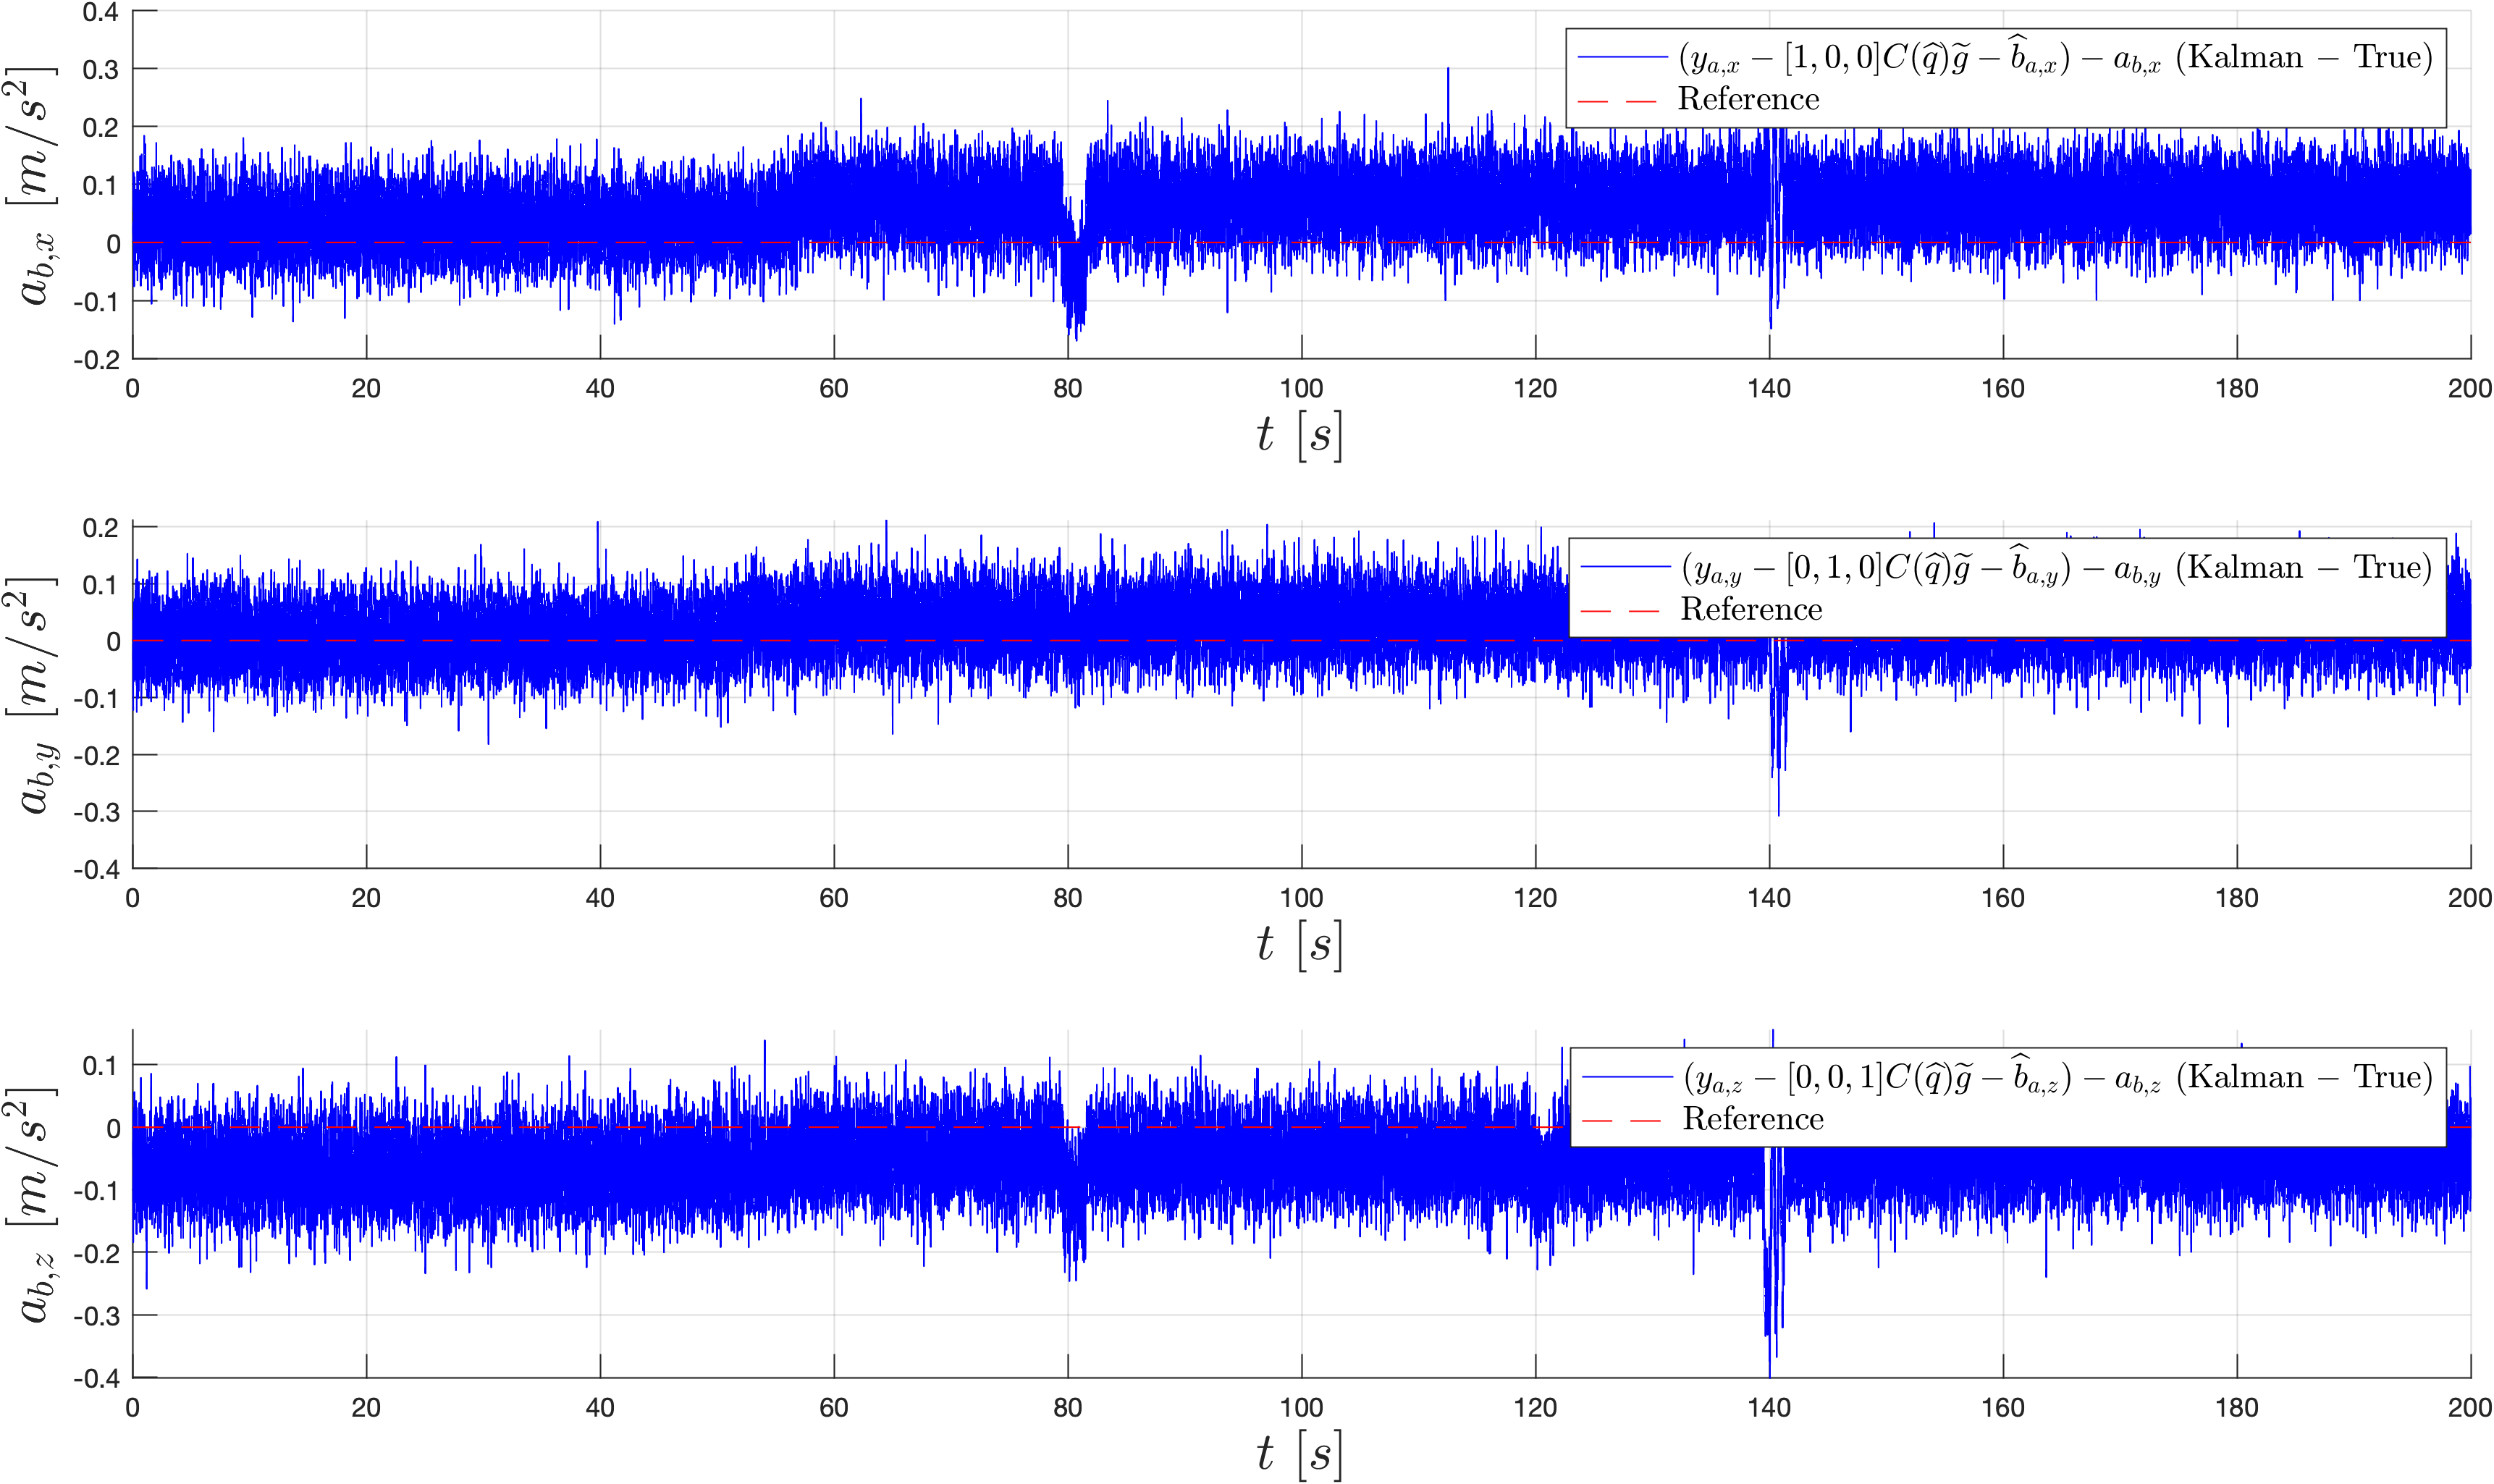 0.4
0.3
0.2
0.1
0
-0.1
-0.2
a_{b,x} [m/s^2]
(y_{a,x} − [1, 0, 0]C(q̂)g̃ − b̂_{a,x}) − a_{b,x} (Kalman − True)
Reference
0 20 40 60 80 100 120 140 160 180 200
t [s]
0.2
0.1
0
-0.1
-0.2
-0.3
-0.4
a_{b,y} [m/s^2]
(y_{a,y} − [0, 1, 0]C(q̂)g̃ − b̂_{a,y}) − a_{b,y} (Kalman − True)
Reference
0 20 40 60 80 100 120 140 160 180 200
t [s]
0.1
0
-0.1
-0.2
-0.3
-0.4
a_{b,z} [m/s^2]
(y_{a,z} − [0, 0, 1]C(q̂)g̃ − b̂_{a,z}) − a_{b,z} (Kalman − True)
Reference
0 20 40 60 80 100 120 140 160 180 200
t [s]